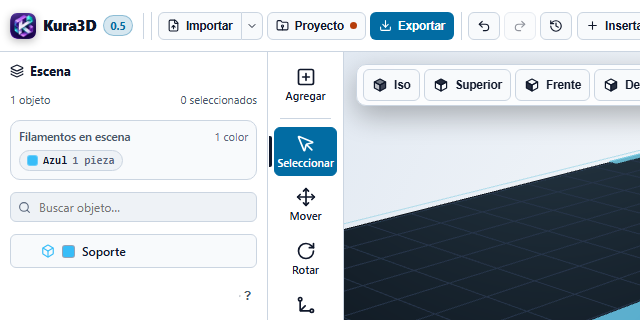 Kura3D 0.5 Importar Proyecto Exportar
Escena
1 objeto 0 seleccionados
Filamentos en escena 1 color
Azul 1 pieza
Buscar objeto...
Soporte
?
Agregar
Seleccionar
Mover
Rotar
Iso Superior Frente